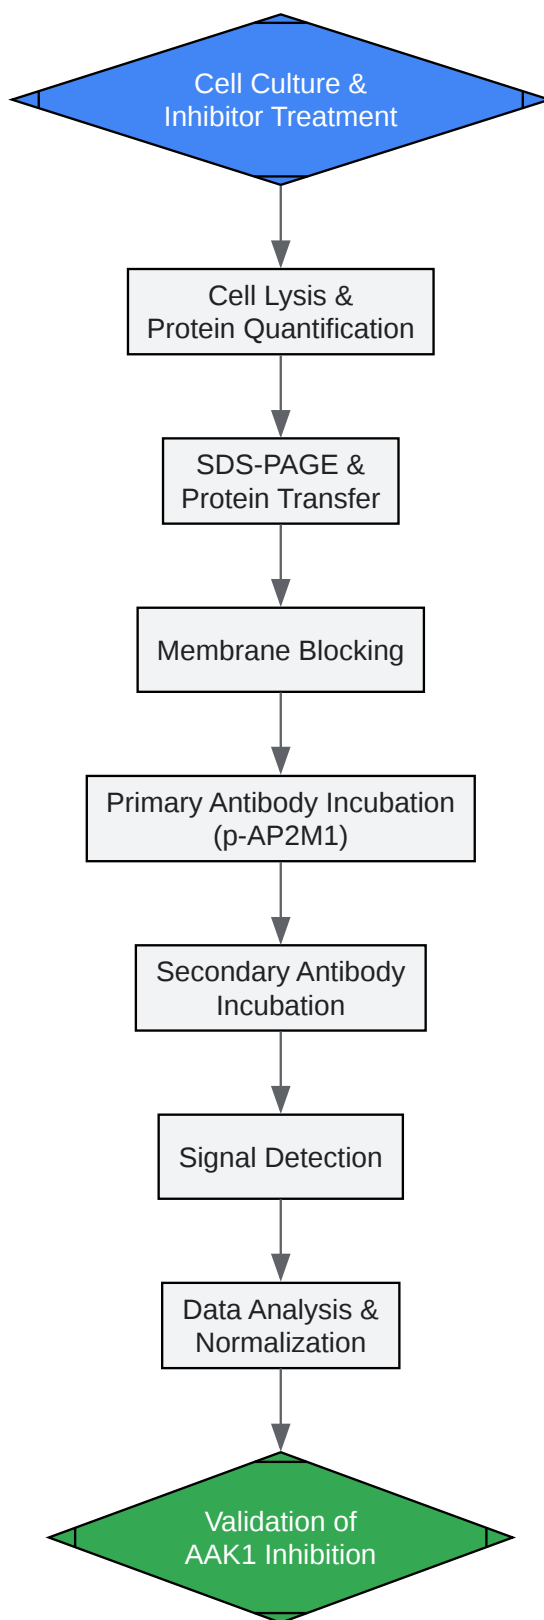 Cell Culture &
Inhibitor Treatment
Cell Lysis &
Protein Quantification
SDS-PAGE &
Protein Transfer
Membrane Blocking
Primary Antibody Incubation
(p-AP2M1)
Secondary Antibody
Incubation
Signal Detection
Data Analysis &
Normalization
Validation of
AAK1 Inhibition